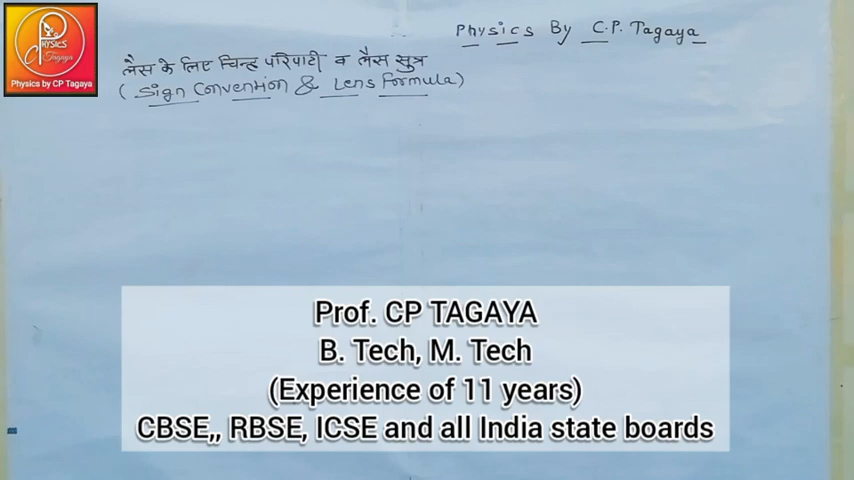 PHYSICS
Tagaya
Physics by CP Tagaya
Physics By C.P. Tagaya
लैंस के लिए चिन्ह परिपाटी व लैंस सुत्र
(Sign Convention & Lens Formula)
Prof. CP TAGAYA
B. Tech, M. Tech
(Experience of 11 years)
CBSE,, RBSE, ICSE and all India state boards